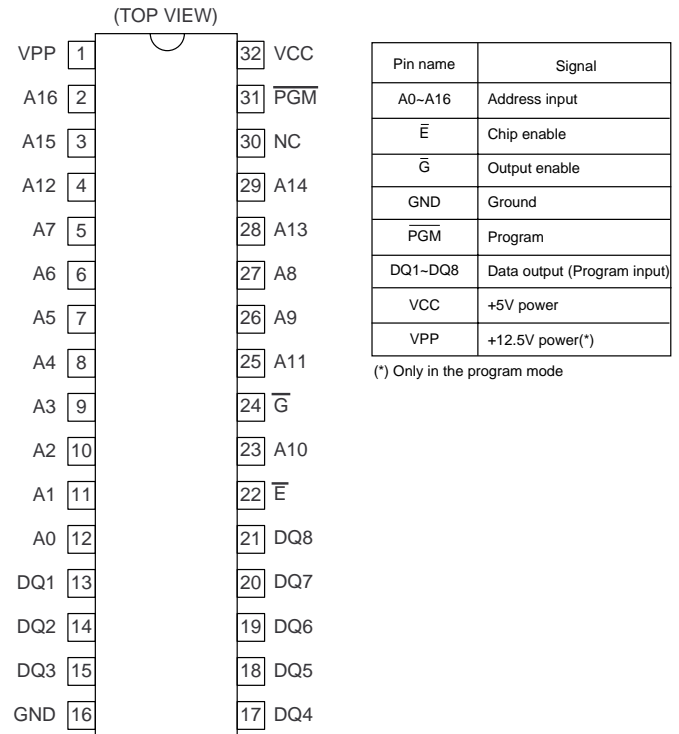 (TOP VIEW)
VPP 1 32 VCC
A16 2 31 P̅G̅M̅
A15 3 30 NC
A12 4 29 A14
A7 5 28 A13
A6 6 27 A8
A5 7 26 A9
A4 8 25 A11
A3 9 24 G̅
A2 10 23 A10
A1 11 22 E̅
A0 12 21 DQ8
DQ1 13 20 DQ7
DQ2 14 19 DQ6
DQ3 15 18 DQ5
GND 16 17 DQ4
Pin name Signal
A0~A16 Address input
E̅ Chip enable
G̅ Output enable
GND Ground
P̅G̅M̅ Program
DQ1~DQ8 Data output (Program input)
VCC +5V power
VPP +12.5V power(*)
(*) Only in the program mode